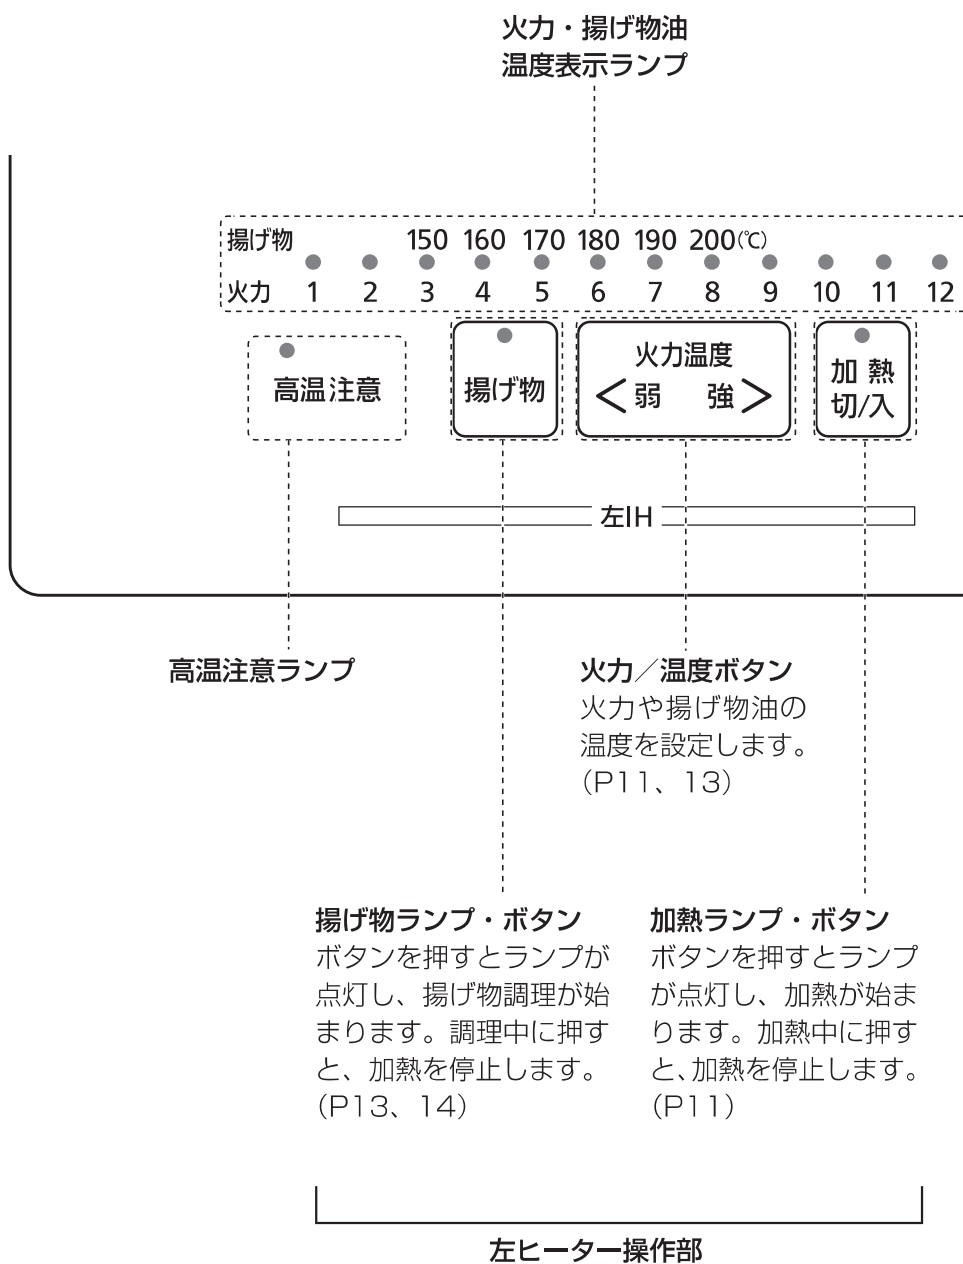 火力・揚げ物油
温度表示ランプ
揚げ物 150 160 170 180 190 200(℃)
火力 1 2 3 4 5 6 7 8 9 10 11 12
高温注意
揚げ物
火力温度
＜弱 強＞
加熱
切/入
左IH
高温注意ランプ
火力／温度ボタン
火力や揚げ物油の
温度を設定します。
（P11、13）
揚げ物ランプ・ボタン
ボタンを押すとランプが
点灯し、揚げ物調理が始
まります。調理中に押す
と、加熱を停止します。
（P13、14）
加熱ランプ・ボタン
ボタンを押すとランプ
が点灯し、加熱が始ま
ります。加熱中に押す
と、加熱を停止します。
（P11）
左ヒーター操作部